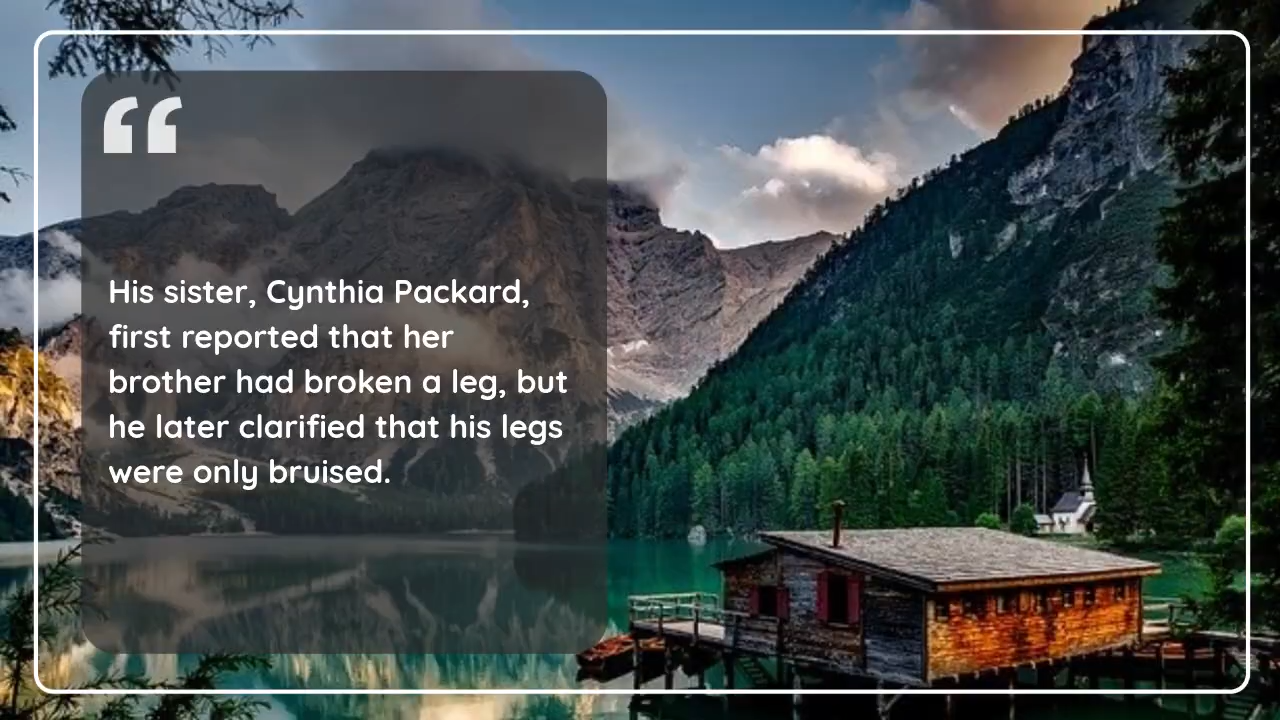 “
His sister, Cynthia Packard,
first reported that her
brother had broken a leg, but
he later clarified that his legs
were only bruised.